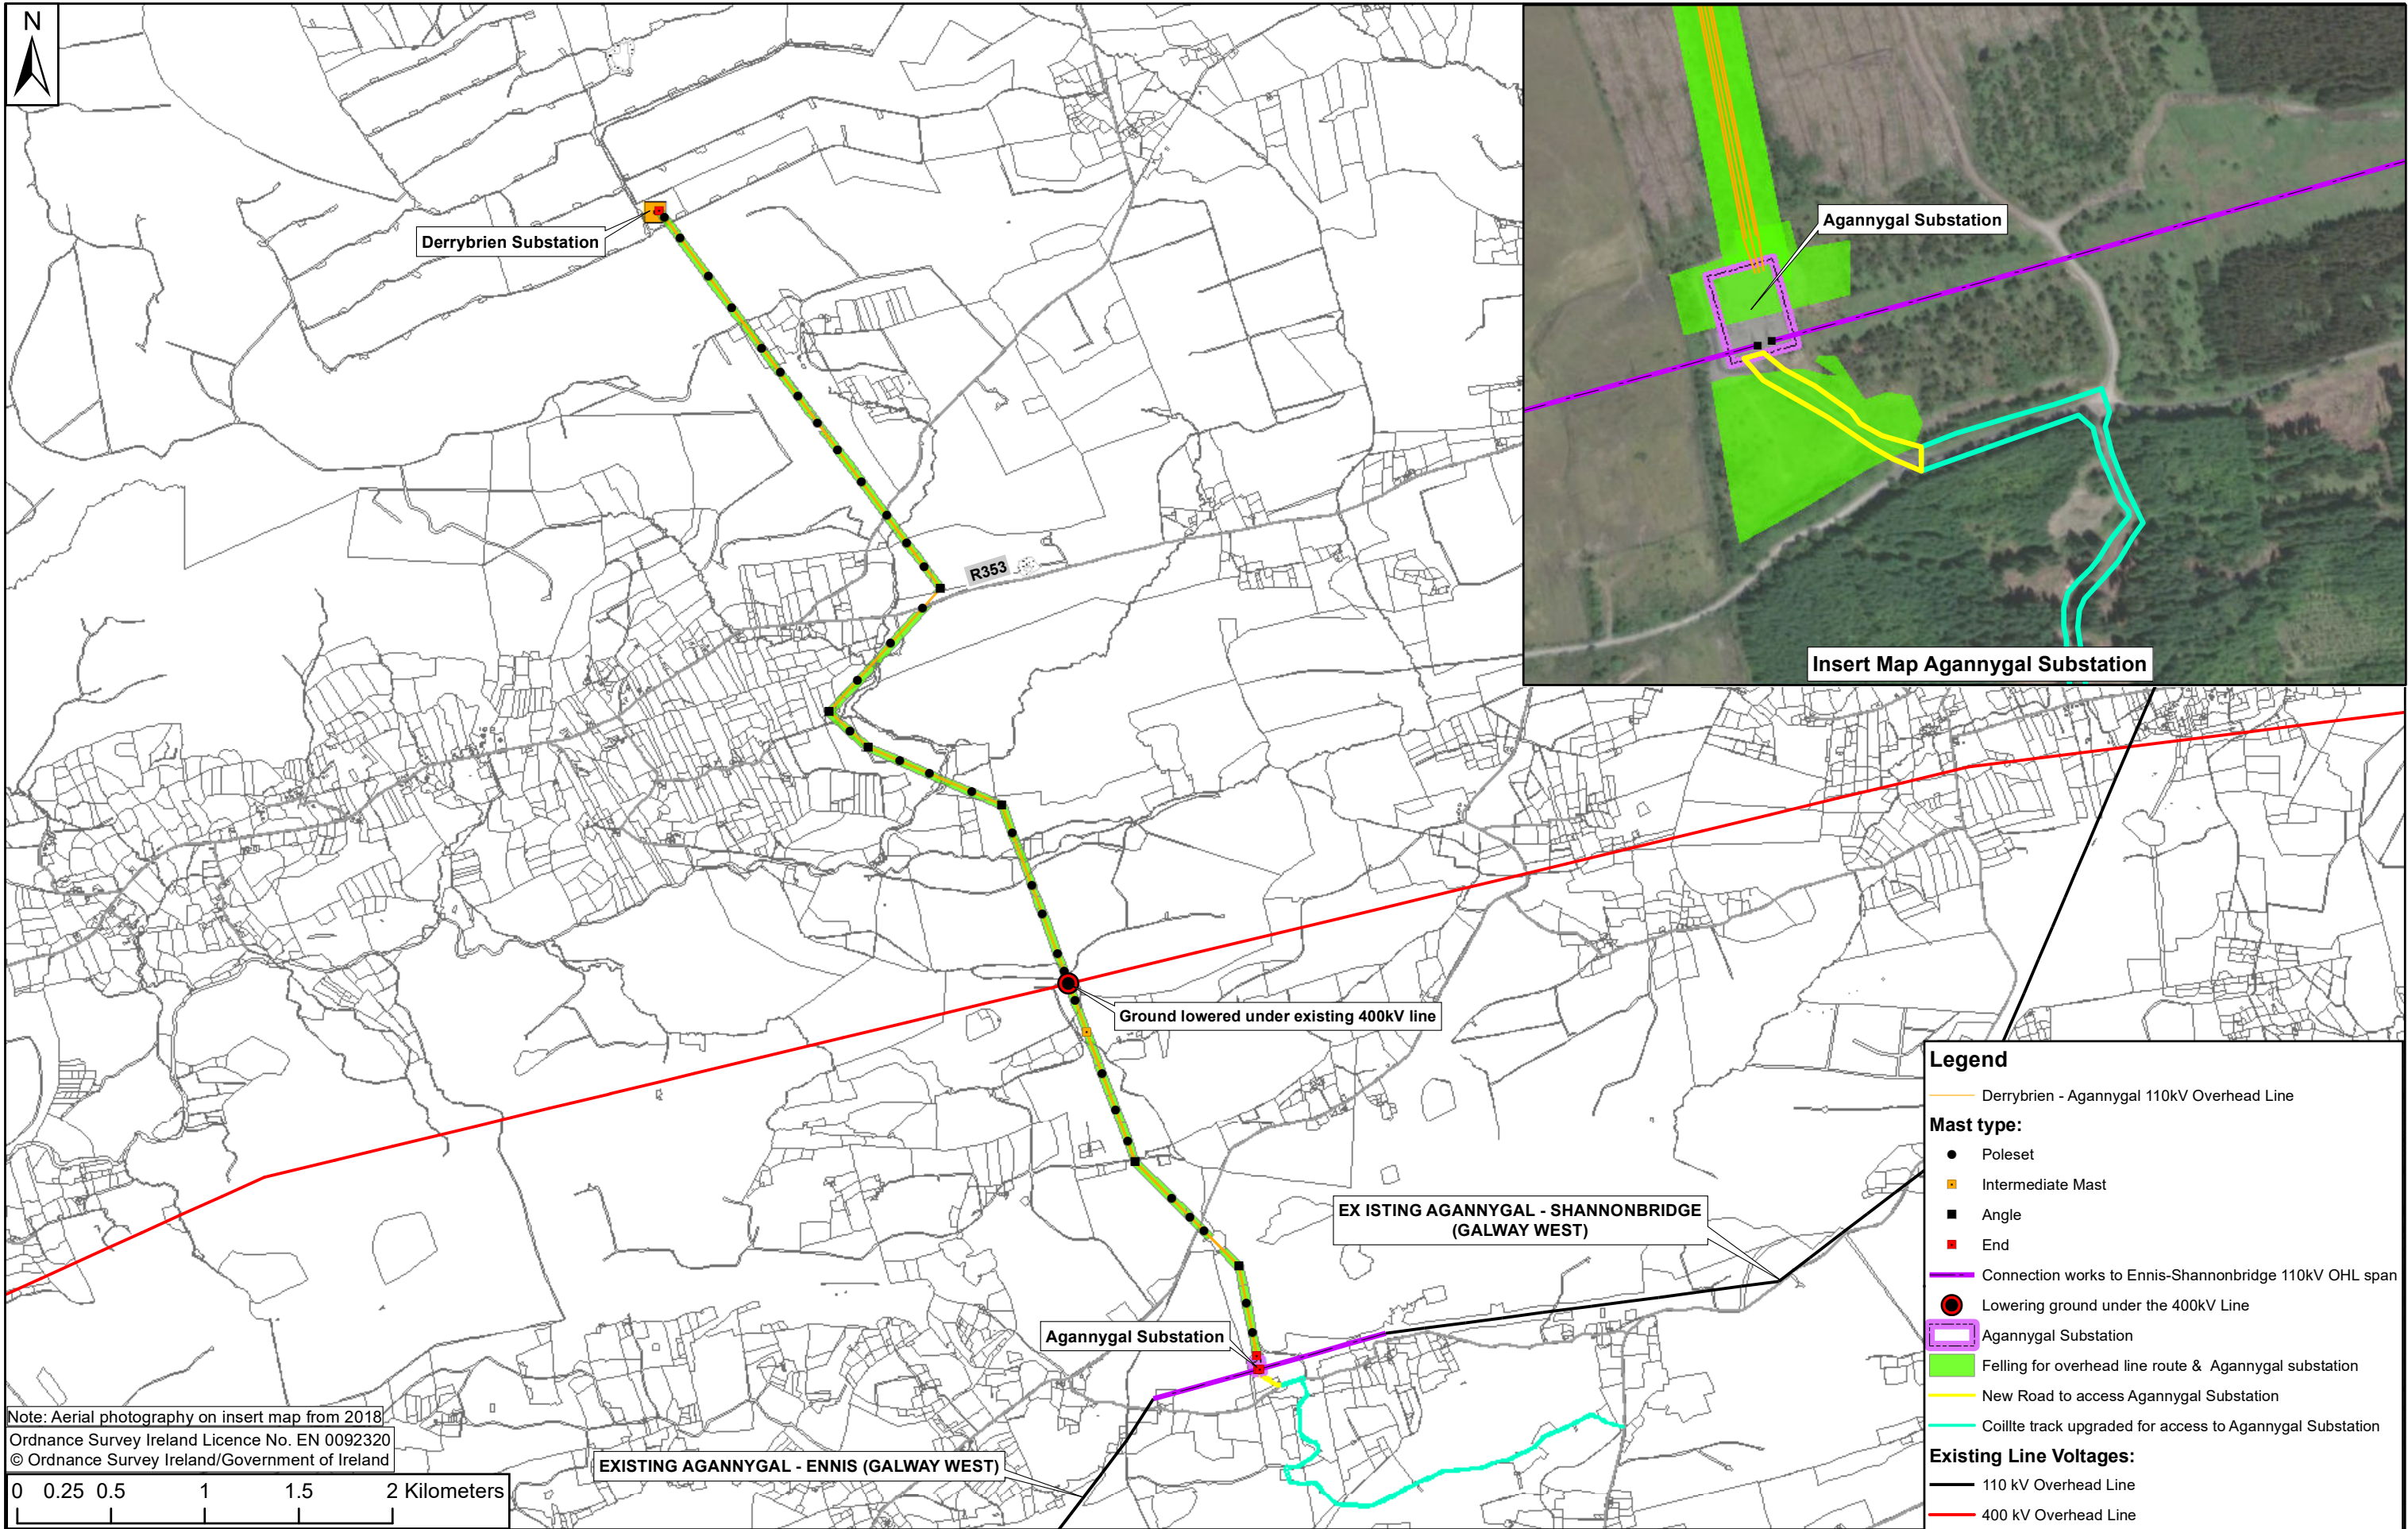 N
Derrybrien Substation
R353
Agannygal Substation
Insert Map Agannygal Substation
Ground lowered under existing 400kV line
EX ISTING AGANNYGAL - SHANNONBRIDGE
(GALWAY WEST)
Agannygal Substation
EXISTING AGANNYGAL - ENNIS (GALWAY WEST)
Note: Aerial photography on insert map from 2018
Ordnance Survey Ireland Licence No. EN 0092320
© Ordnance Survey Ireland/Government of Ireland
0 0.25 0.5 1 1.5 2 Kilometers
Legend
Derrybrien - Agannygal 110kV Overhead Line
Mast type:
Poleset
Intermediate Mast
Angle
End
Connection works to Ennis-Shannonbridge 110kV OHL span
Lowering ground under the 400kV Line
Agannygal Substation
Felling for overhead line route & Agannygal substation
New Road to access Agannygal Substation
Coillte track upgraded for access to Agannygal Substation
Existing Line Voltages:
110 kV Overhead Line
400 kV Overhead Line